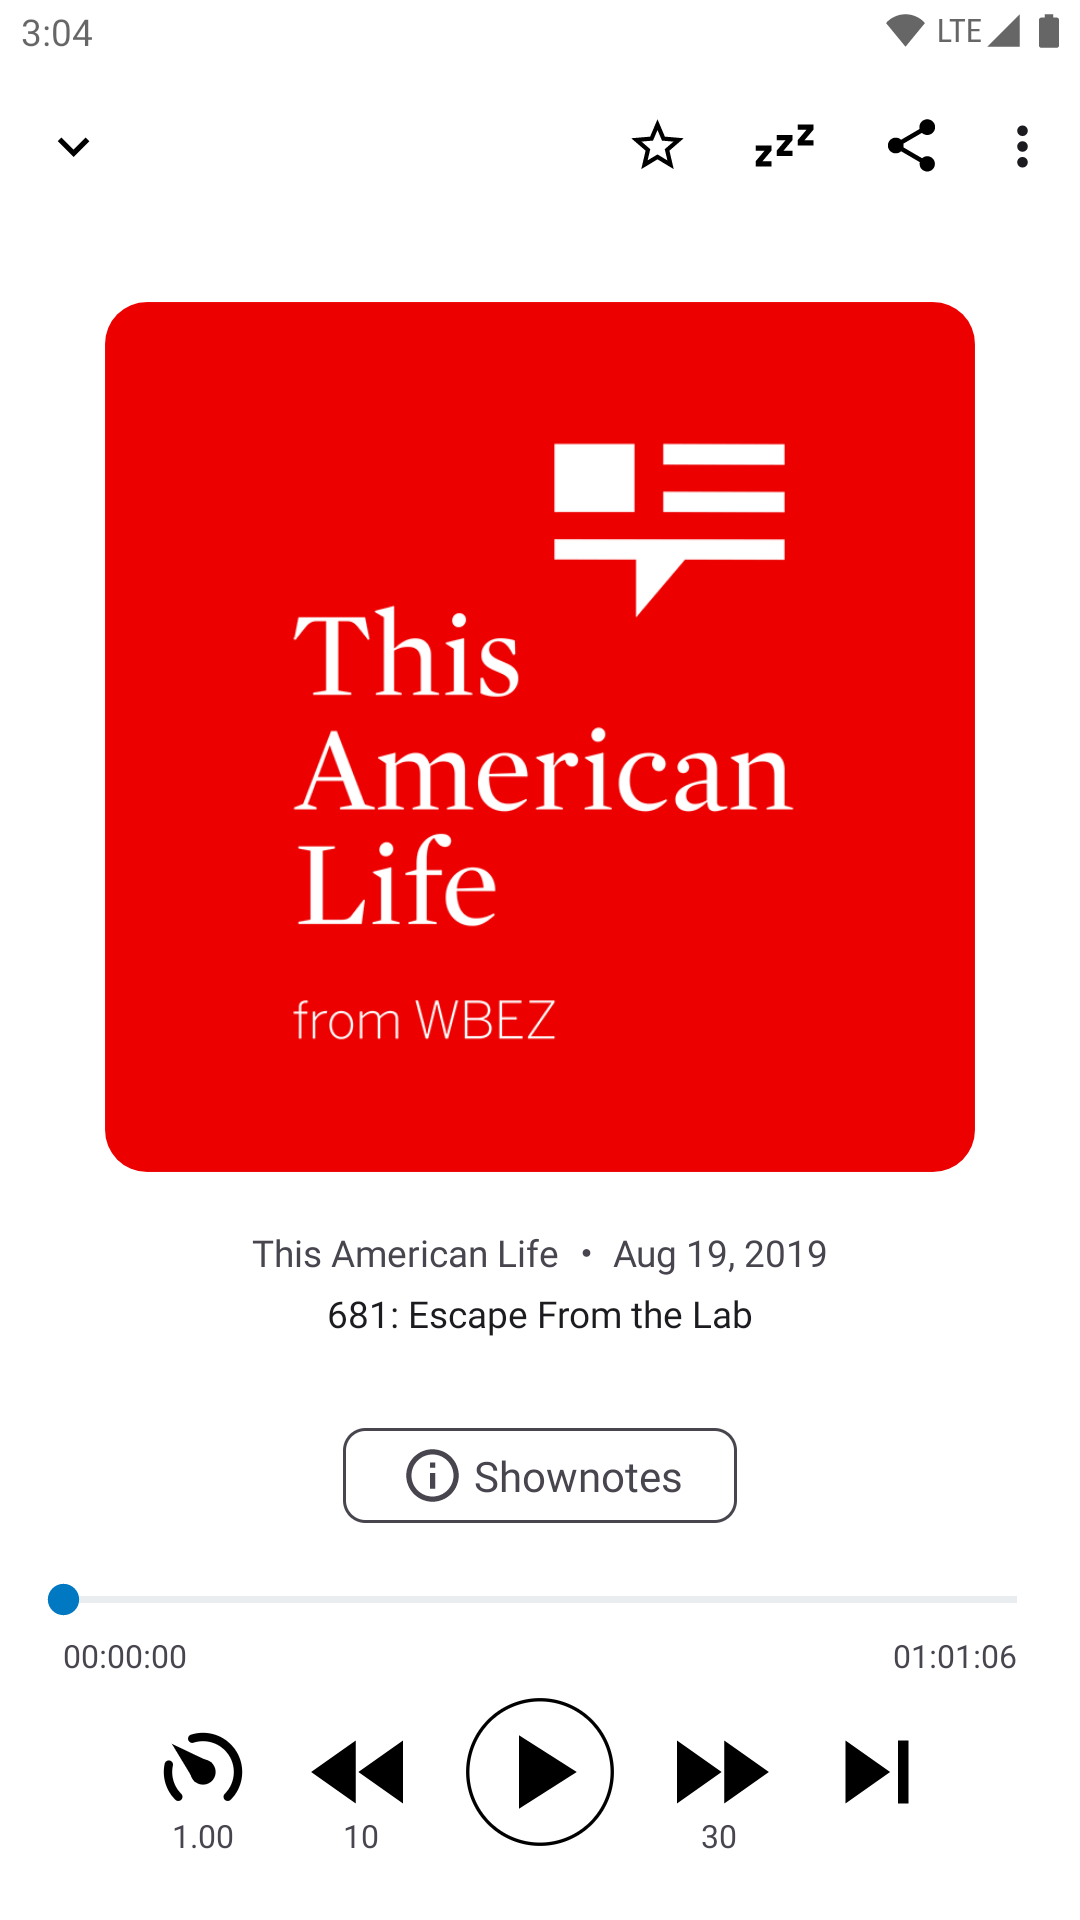 3:04
LTE
zzz
This
American
Life
from WBEZ
This American Life • Aug 19, 2019
681: Escape From the Lab
Shownotes
00:00:00
01:01:06
1.00
10
30